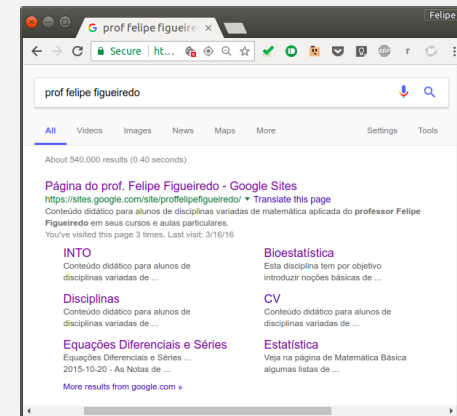 Felipe
prof felipe figueire
Secure | ht...
prof felipe figueiredo
All Videos Images News Maps More Settings Tools
About 540,000 results (0.40 seconds)
Página do prof. Felipe Figueiredo - Google Sites
https://sites.google.com/site/proffelipefigueiredo/ ▾ Translate this page
Conteúdo didático para alunos de disciplinas variadas de matemática aplicada do professor Felipe
Figueiredo em seus cursos e aulas particulares.
You've visited this page 3 times. Last visit: 3/16/16
INTO
Conteúdo didático para alunos de
disciplinas variadas de ...
Bioestatística
Esta disciplina tem por objetivo
introduzir noções básicas de ...
Disciplinas
Conteúdo didático para alunos de
disciplinas variadas de ...
CV
Conteúdo didático para alunos de
disciplinas variadas de ...
Equações Diferenciais e Séries
Equações Diferenciais e Séries ...
2015-10-20 - As Notas de ...
Estatística
Veja na página de Matemática Básica
algumas listas de ...
More results from google.com »